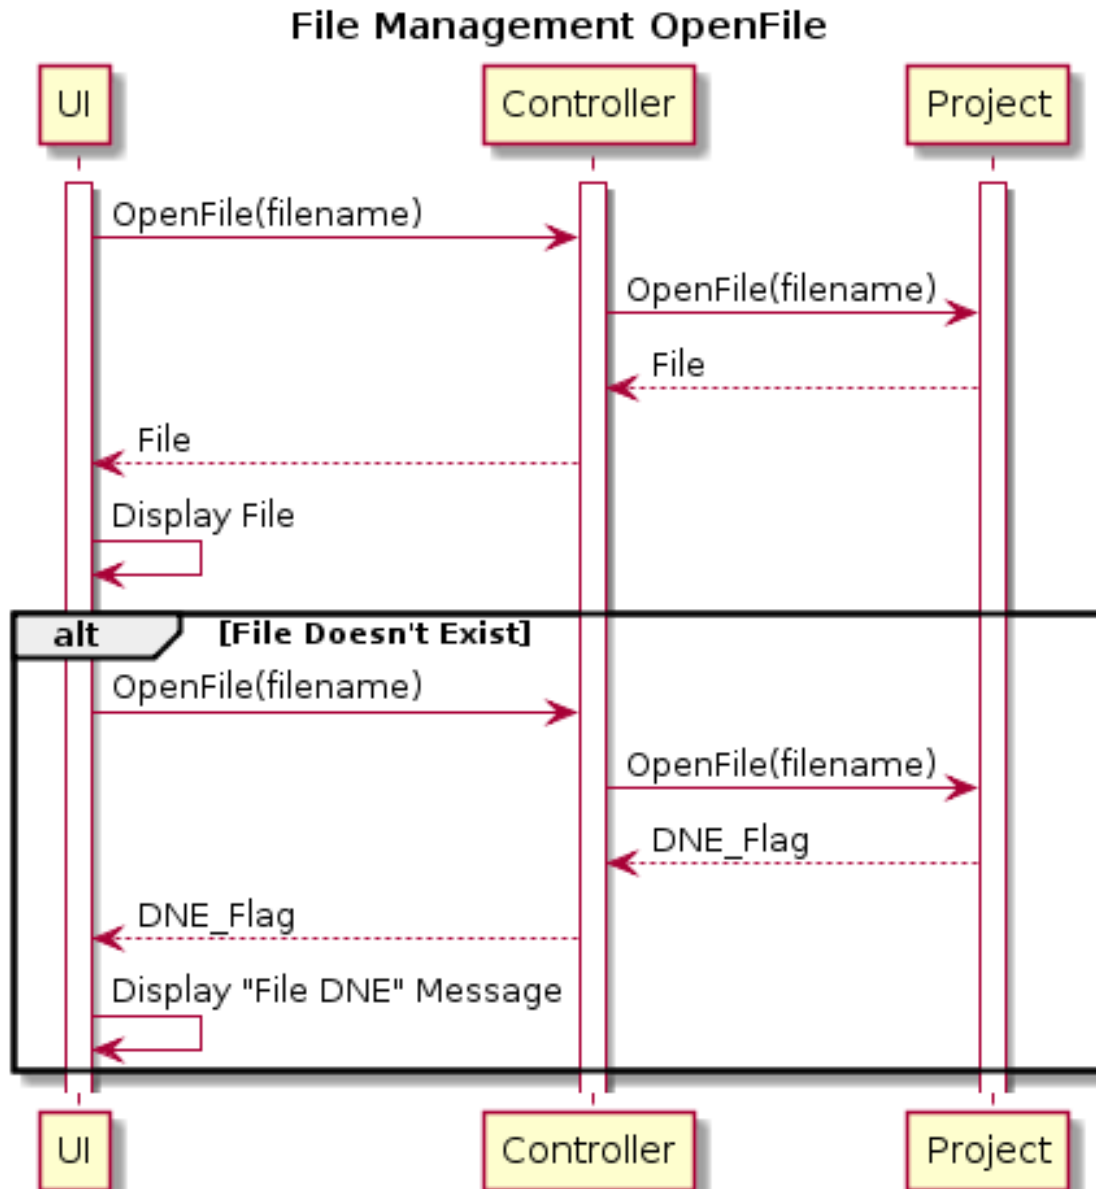 File Management OpenFile
UI
Controller
Project
OpenFile(filename)
OpenFile(filename)
File
File
Display File
alt
[File Doesn't Exist]
OpenFile(filename)
OpenFile(filename)
DNE_Flag
DNE_Flag
Display "File DNE" Message
UI
Controller
Project